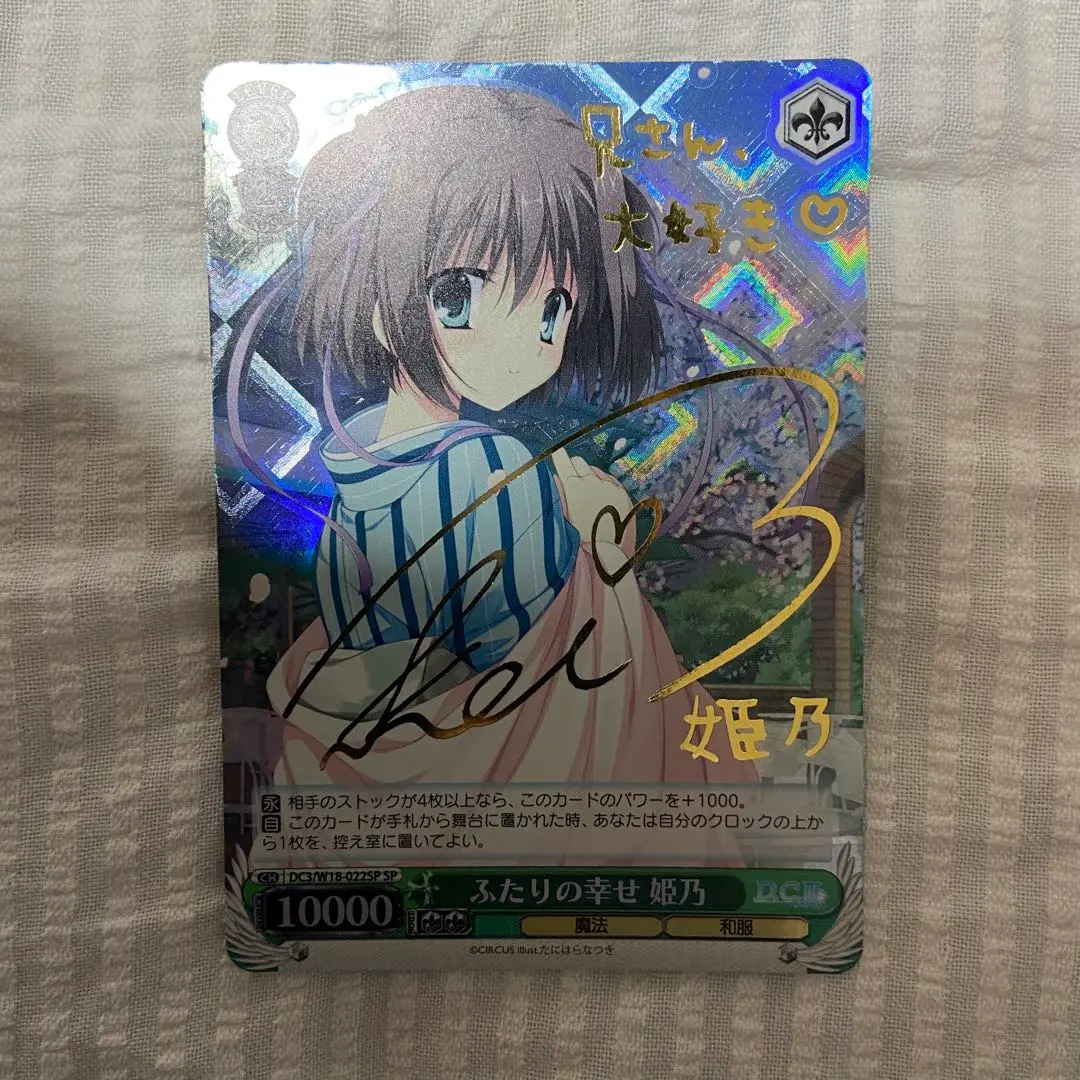 兄さん、
大好き♡
姫乃
永 相手のストックが4枚以上なら、このカードのパワーを+1000。
自 このカードが手札から舞台に置かれた時、あなたは自分のクロックの上か
ら1枚を、控え室に置いてよい。
CH DC3/W18-022SP SP
ふたりの幸せ 姫乃
D.C.Ⅲ
10000
魔法
和服
©CIRCUS illust.たにはらなつき